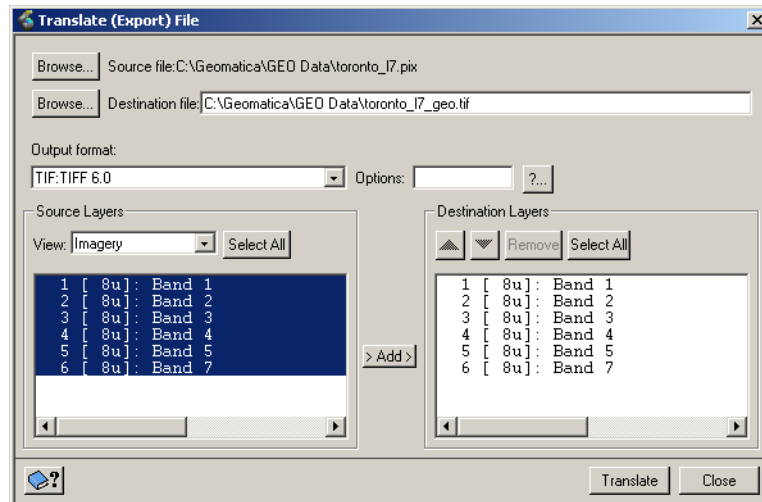 Translate (Export) File
Browse... Source file:C:\Geomatica\GEO Data\toronto_l7.pix
Browse... Destination file: C:\Geomatica\GEO Data\toronto_l7_geo.tif
Output format:
TIF:TIFF 6.0 Options: ?...
Source Layers
View: Imagery Select All
1 [ 8u]: Band 1
2 [ 8u]: Band 2
3 [ 8u]: Band 3
4 [ 8u]: Band 4
5 [ 8u]: Band 5
6 [ 8u]: Band 7
> Add >
Destination Layers
Remove Select All
1 [ 8u]: Band 1
2 [ 8u]: Band 2
3 [ 8u]: Band 3
4 [ 8u]: Band 4
5 [ 8u]: Band 5
6 [ 8u]: Band 7
?
Translate Close